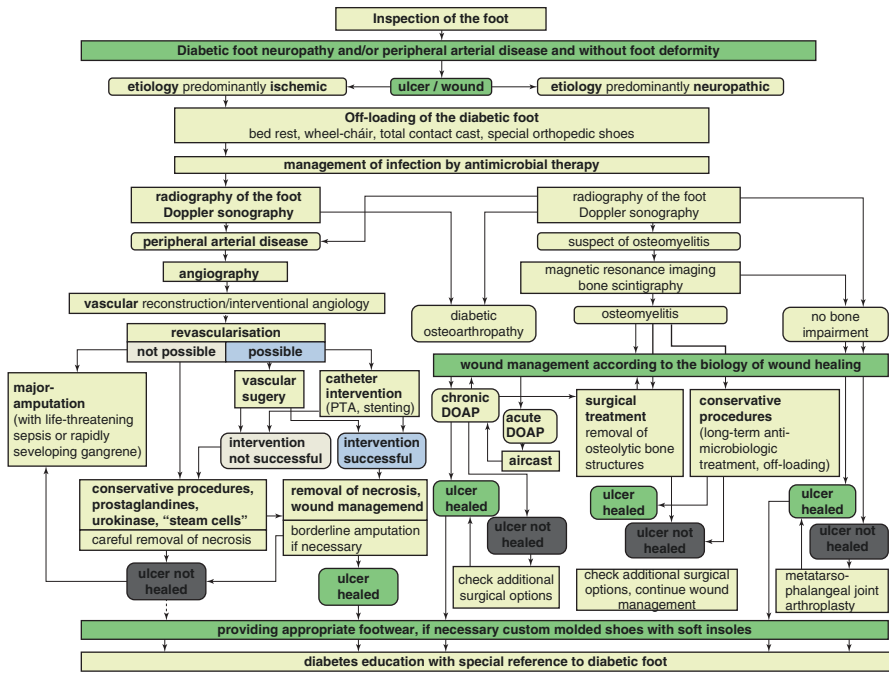 Inspection of the foot
Diabetic foot neuropathy and/or peripheral arterial disease and without foot deformity
etiology predominantly ischemic
ulcer / wound
etiology predominantly neuropathic
Off-loading of the diabetic foot
bed rest, wheel-cháir, total contact cast, special orthopedic shoes
management of infection by antimicrobial therapy
radiography of the foot
Doppler sonography
radiography of the foot
Doppler sonography
peripheral arterial disease
suspect of osteomyelitis
angiography
magnetic resonance imaging
bone scintigraphy
vascular reconstruction/interventional angiology
diabetic
osteoarthropathy
osteomyelitis
no bone
impairment
revascularisation
not possible
possible
wound management according to the biology of wound healing
major-
amputation
(with life-threatening
sepsis or rapidly
seveloping gangrene)
vascular
sugery
catheter
intervention
(PTA, stenting)
chronic
DOAP
acute
DOAP
aircast
surgical
treatment
removal of
osteolytic bone
structures
conservative
procedures
(long-term anti-
microbiologic
treatment, off-loading)
intervention
not successful
intervention
successful
conservative procedures,
prostaglandines,
urokinase, “steam cells”
careful removal of necrosis
removal of necrosis,
wound management
borderline amputation
if necessary
ulcer
healed
ulcer not
healed
ulcer
healed
ulcer not
healed
ulcer
healed
ulcer not
healed
ulcer not
healed
ulcer
healed
check additional
surgical options
check additional surgical
options, continue wound
management
metatarso-
phalangeal joint
arthroplasty
providing appropriate footwear, if necessary custom molded shoes with soft insoles
diabetes education with special reference to diabetic foot